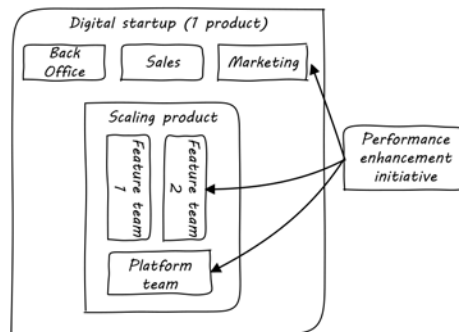 Digital startup (1 product)
Back
Office
Sales
Marketing
Scaling product
Feature team
1
Feature team
2
Platform
team
Performance
enhancement
initiative